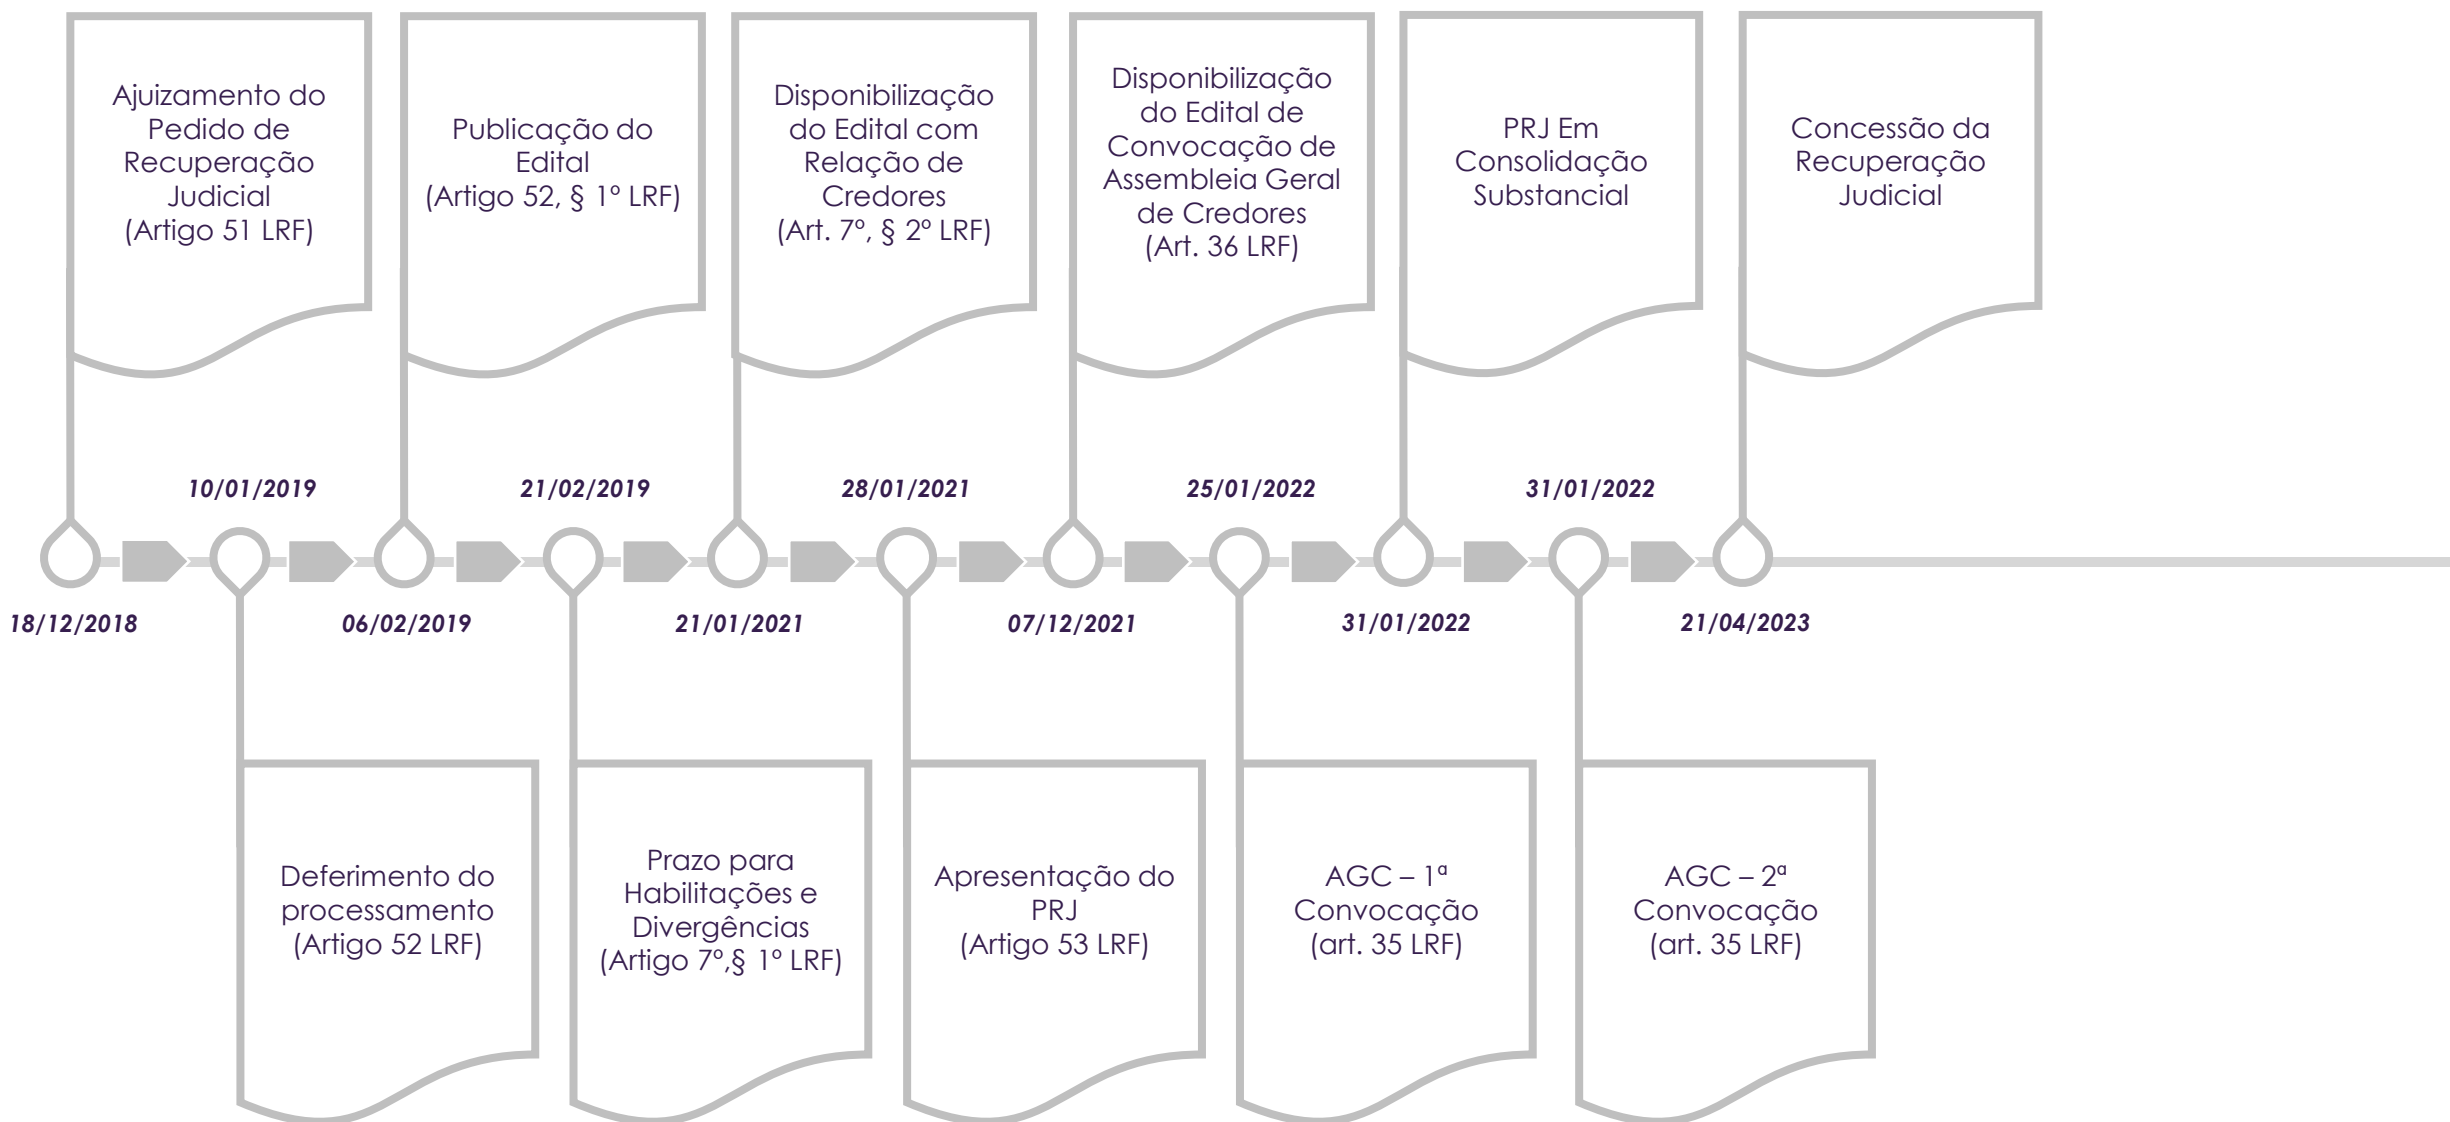 Ajuizamento do
Pedido de
Recuperação
Judicial
(Artigo 51 LRF)
Publicação do
Edital
(Artigo 52, § 1º LRF)
Disponibilização
do Edital com
Relação de
Credores
(Art. 7º, § 2º LRF)
Disponibilização
do Edital de
Convocação de
Assembleia Geral
de Credores
(Art. 36 LRF)
PRJ Em
Consolidação
Substancial
Concessão da
Recuperação
Judicial
10/01/2019
21/02/2019
28/01/2021
25/01/2022
31/01/2022
18/12/2018
06/02/2019
21/01/2021
07/12/2021
31/01/2022
21/04/2023
Deferimento do
processamento
(Artigo 52 LRF)
Prazo para
Habilitações e
Divergências
(Artigo 7º,§ 1º LRF)
Apresentação do
PRJ
(Artigo 53 LRF)
AGC – 1ª
Convocação
(art. 35 LRF)
AGC – 2ª
Convocação
(art. 35 LRF)